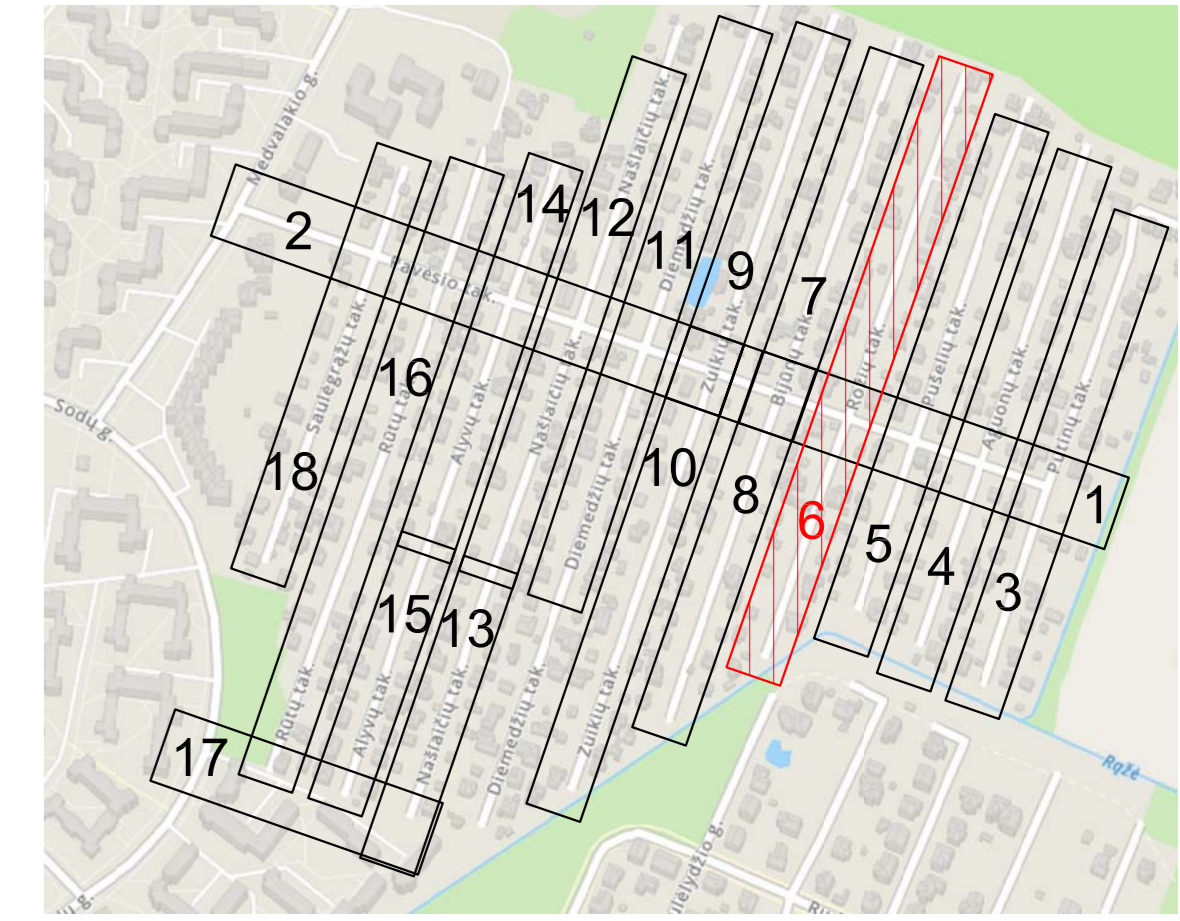 Medvalakio g.
Našlaičių tak.
14
12
2
Diemedžių tak.
11
9
Pavėsio tak.
7
Zuikių tak.
Bijūnų tak.
Rožių tak.
Pušelių tak.
Aguonų tak.
Putinų tak.
Saulėgrąžų tak.
16
Rūtų tak.
Alyvų tak.
Našlaičių tak.
Sodų g.
18
Diemedžių tak.
10
8
6
1
5
4
3
15
13
Rūtų tak.
Alyvų tak.
Našlaičių tak.
Diemedžių tak.
Zuikių tak.
17
Rąžė